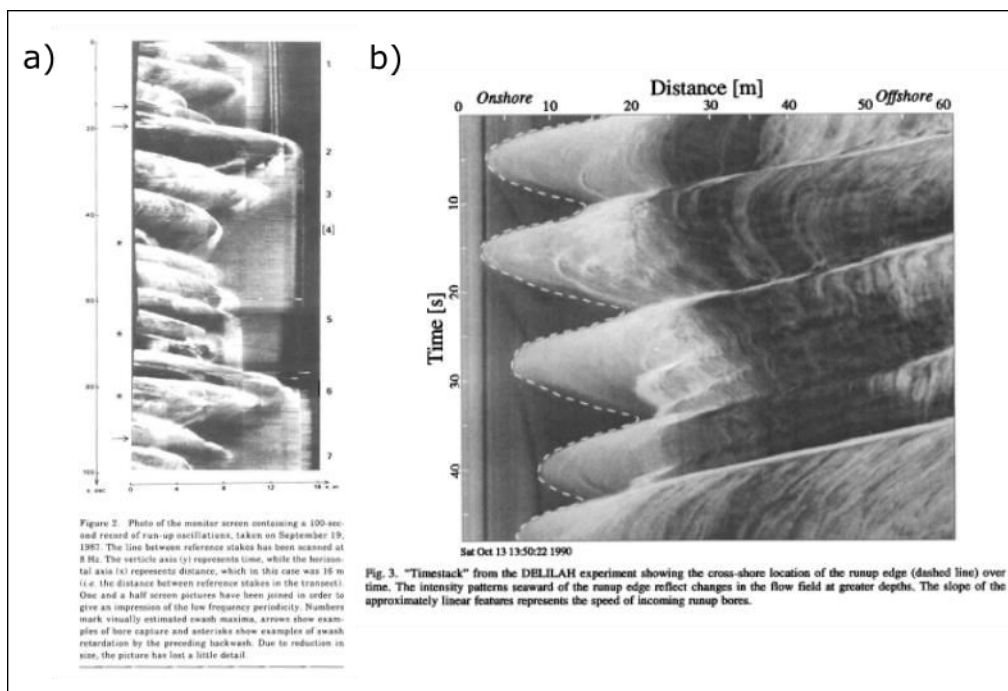 a)
0
20
40
80
100
1
2
3
[4]
5
6
7
0 4 8 12 16
Figure 2. Photo of the monitor screen containing a 100-sec-
ond record of run-up oscillations, taken on September 19,
1987. The line between reference stakes has been scanned at
8 Hz. The verticle axis (y) represents time, while the horizon-
tal axis (x) represents distance, which in this case was 16 m
(i.e. the distance between reference stakes in the transect).
One and a half screen pictures have been joined in order to
give an impression of the low frequency periodicity. Numbers
mark visually estimated swash maxima, arrows show exam-
ples of bore capture and asterisks show examples of swash
retardation by the preceding backwash. Due to reduction in
size, the picture has lost a little detail.
b)
Distance [m]
Onshore Offshore
0 10 20 30 40 50 60
Time [s]
10
20
30
40
Sat Oct 13 13:50:22 1990
Fig. 3. "Timestack" from the DELILAH experiment showing the cross-shore location of the runup edge (dashed line) over
time. The intensity patterns seaward of the runup edge reflect changes in the flow field at greater depths. The slope of the
approximately linear features represents the speed of incoming runup bores.